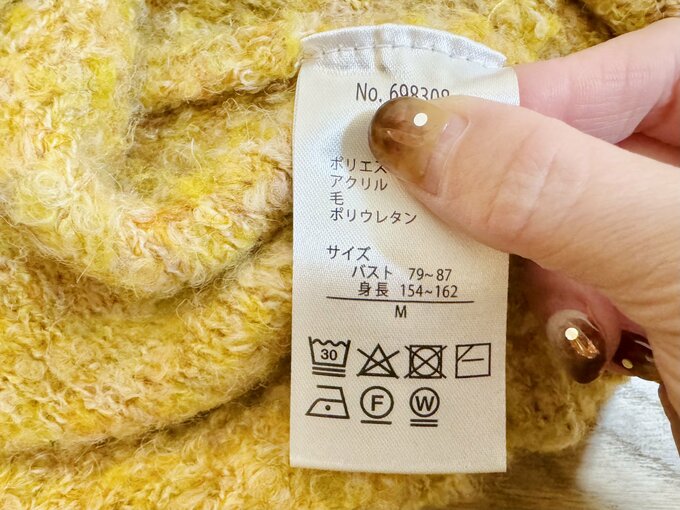 No. 698308
ポリエス
アクリル
毛
ポリウレタン
サイズ
バスト 79~87
身長 154~162
M
30
F
W